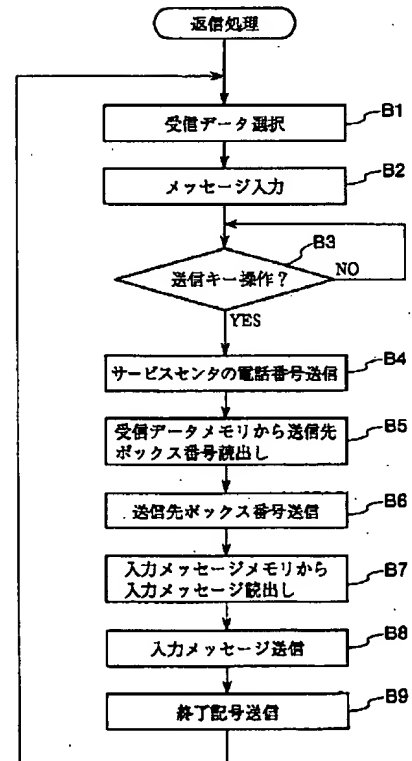 返信処理
B1
受信データ選択
B2
メッセージ入力
B3
送信キー操作？
NO
YES
B4
サービスセンタの電話番号送信
受信データメモリから送信先
ボックス番号読出し
B5
B6
送信先ボックス番号送信
入力メッセージメモリから
入力メッセージ読出し
B7
B8
入力メッセージ送信
B9
終了記号送信